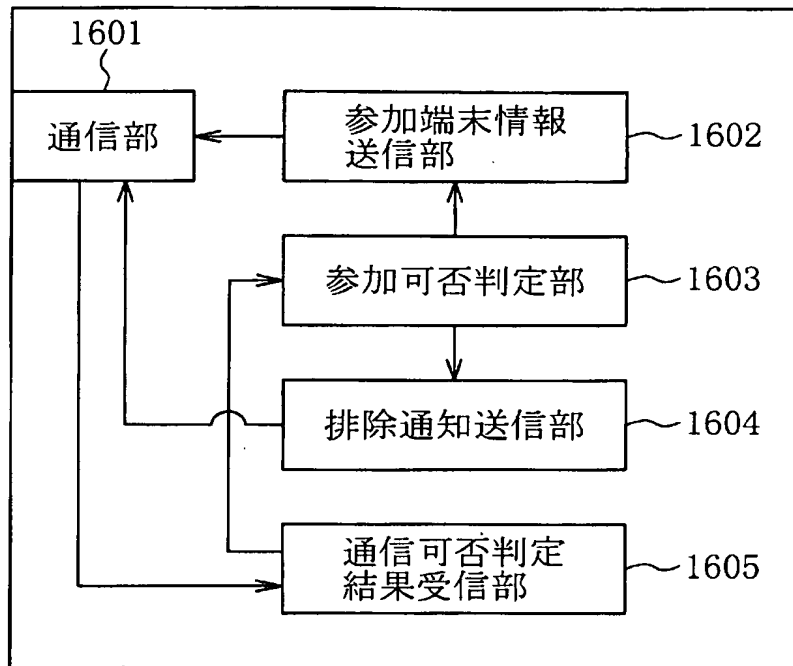 1601
通信部
参加端末情報
送信部
1602
参加可否判定部
1603
排除通知送信部
1604
通信可否判定
結果受信部
1605